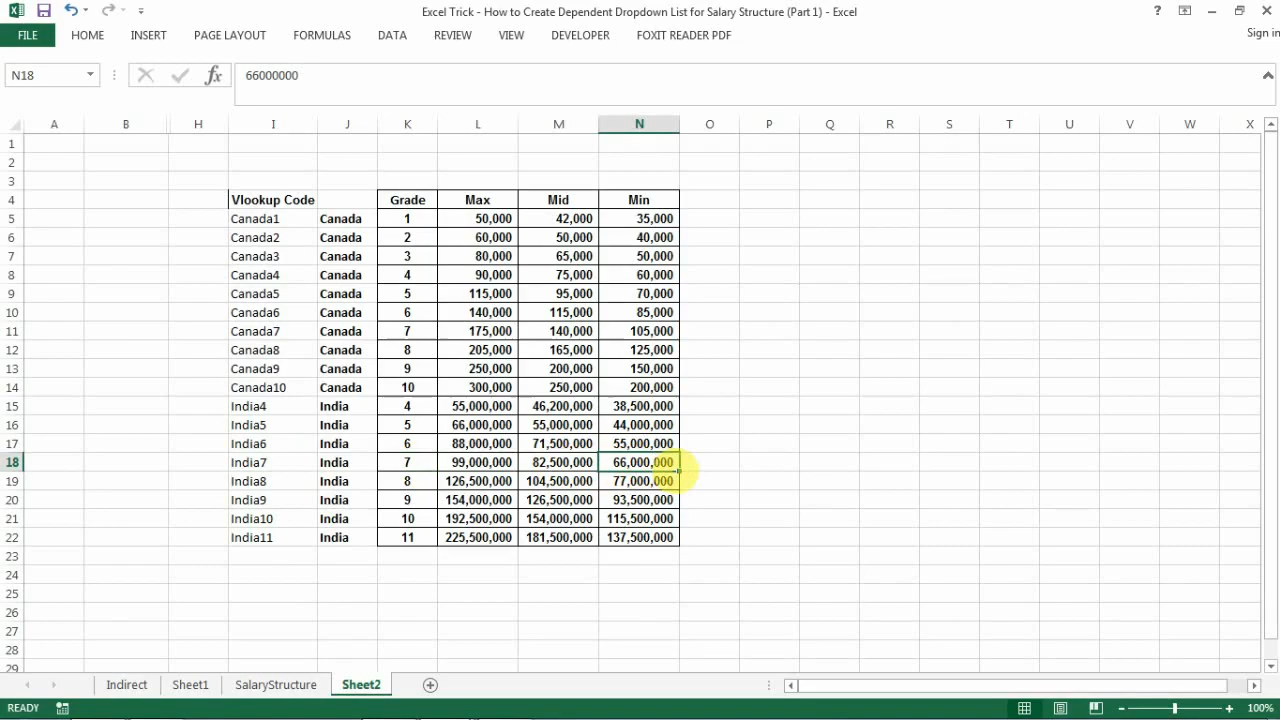 Excel Trick - How to Create Dependent Dropdown List for Salary Structure (Part 1) - Excel
?
FILE HOME INSERT PAGE LAYOUT FORMULAS DATA REVIEW VIEW DEVELOPER FOXIT READER PDF Sign in
N18 fx 66000000
A B H I J K L M N O P Q R S T U V W X
1
2
3
4 Vlookup Code Grade Max Mid Min
5 Canada1 Canada 1 50,000 42,000 35,000
6 Canada2 Canada 2 60,000 50,000 40,000
7 Canada3 Canada 3 80,000 65,000 50,000
8 Canada4 Canada 4 90,000 75,000 60,000
9 Canada5 Canada 5 115,000 95,000 70,000
10 Canada6 Canada 6 140,000 115,000 85,000
11 Canada7 Canada 7 175,000 140,000 105,000
12 Canada8 Canada 8 205,000 165,000 125,000
13 Canada9 Canada 9 250,000 200,000 150,000
14 Canada10 Canada 10 300,000 250,000 200,000
15 India4 India 4 55,000,000 46,200,000 38,500,000
16 India5 India 5 66,000,000 55,000,000 44,000,000
17 India6 India 6 88,000,000 71,500,000 55,000,000
18 India7 India 7 99,000,000 82,500,000 66,000,000
19 India8 India 8 126,500,000 104,500,000 77,000,000
20 India9 India 9 154,000,000 126,500,000 93,500,000
21 India10 India 10 192,500,000 154,000,000 115,500,000
22 India11 India 11 225,500,000 181,500,000 137,500,000
23
24
25
26
27
28
29
Indirect Sheet1 SalaryStructure Sheet2
READY 100%